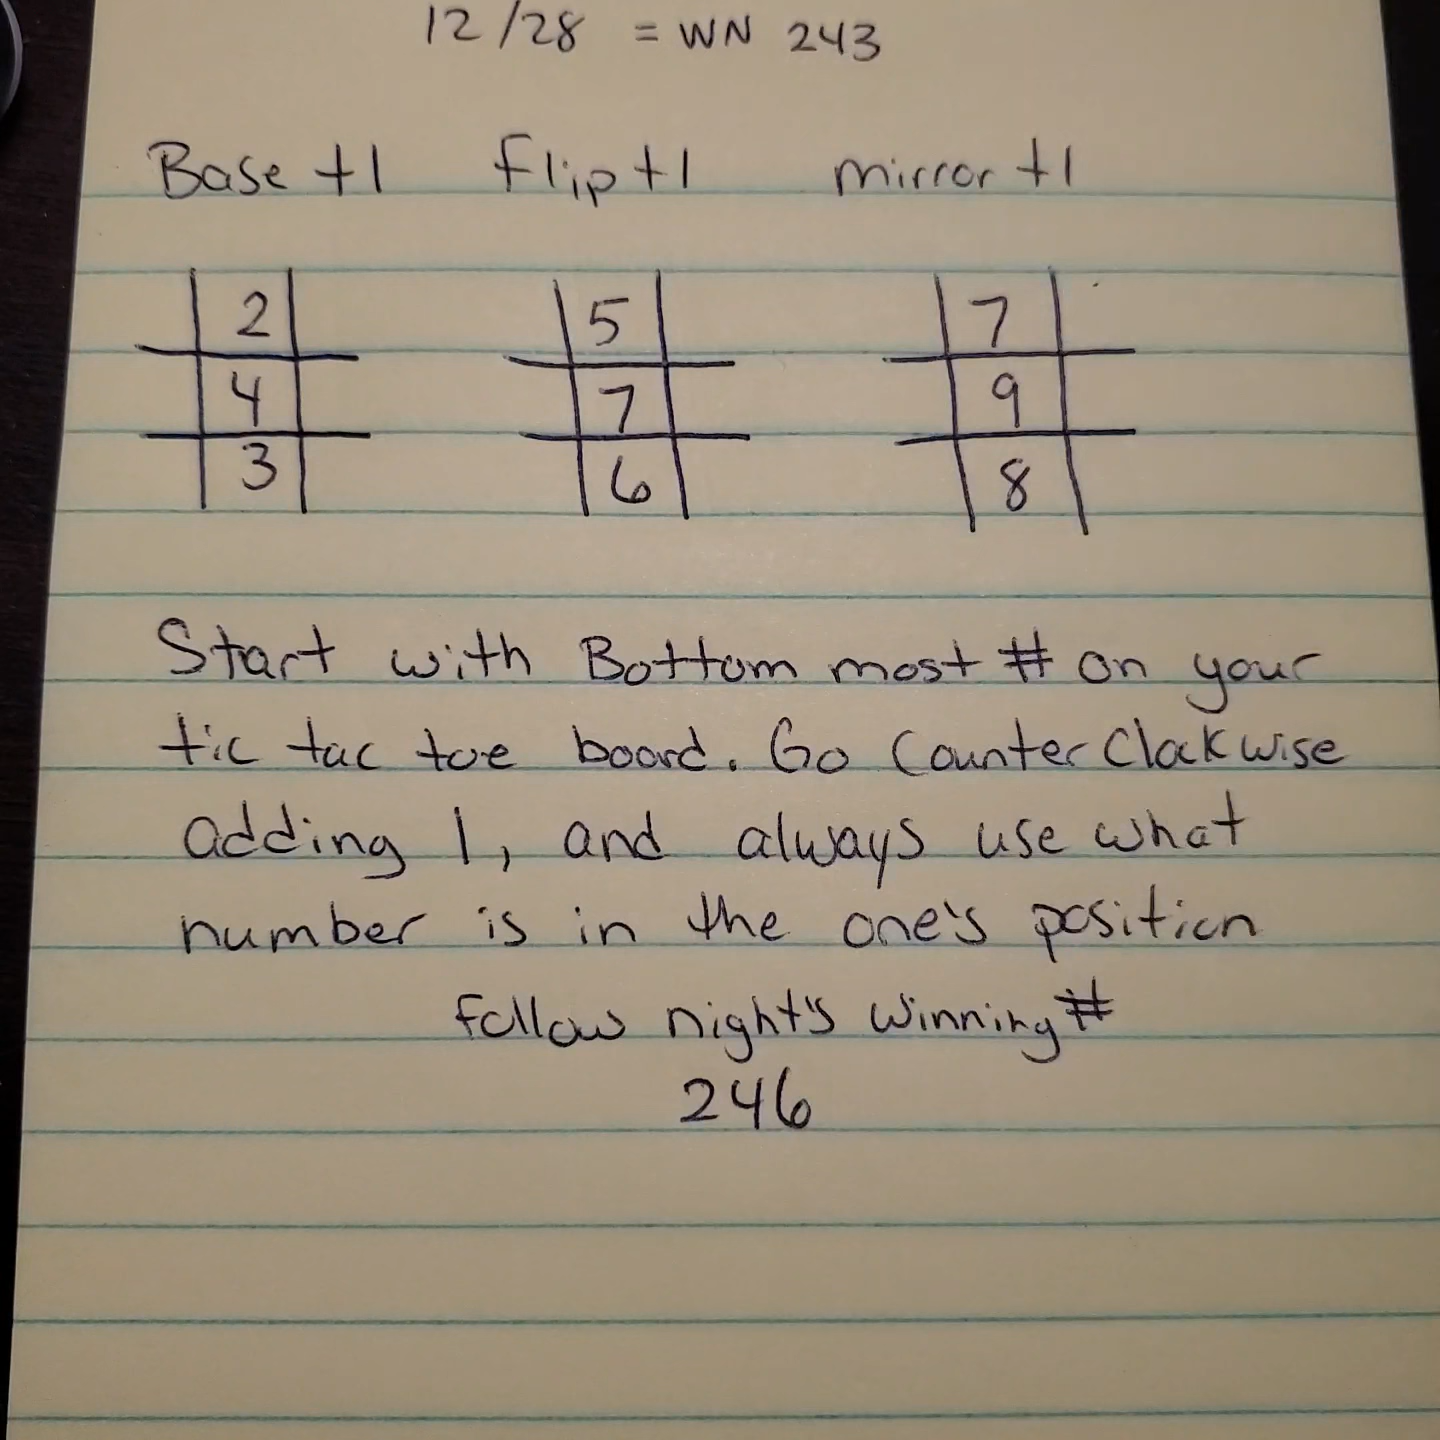 12/28 = WN 243
Base +1 flip +1 mirror +1
2 5 7
4 7 9
3 6 8
Start with Bottom most # on your
tic tac toe board. Go Counter Clockwise
adding 1, and always use what
number is in the one's position
follow night's winning #
246